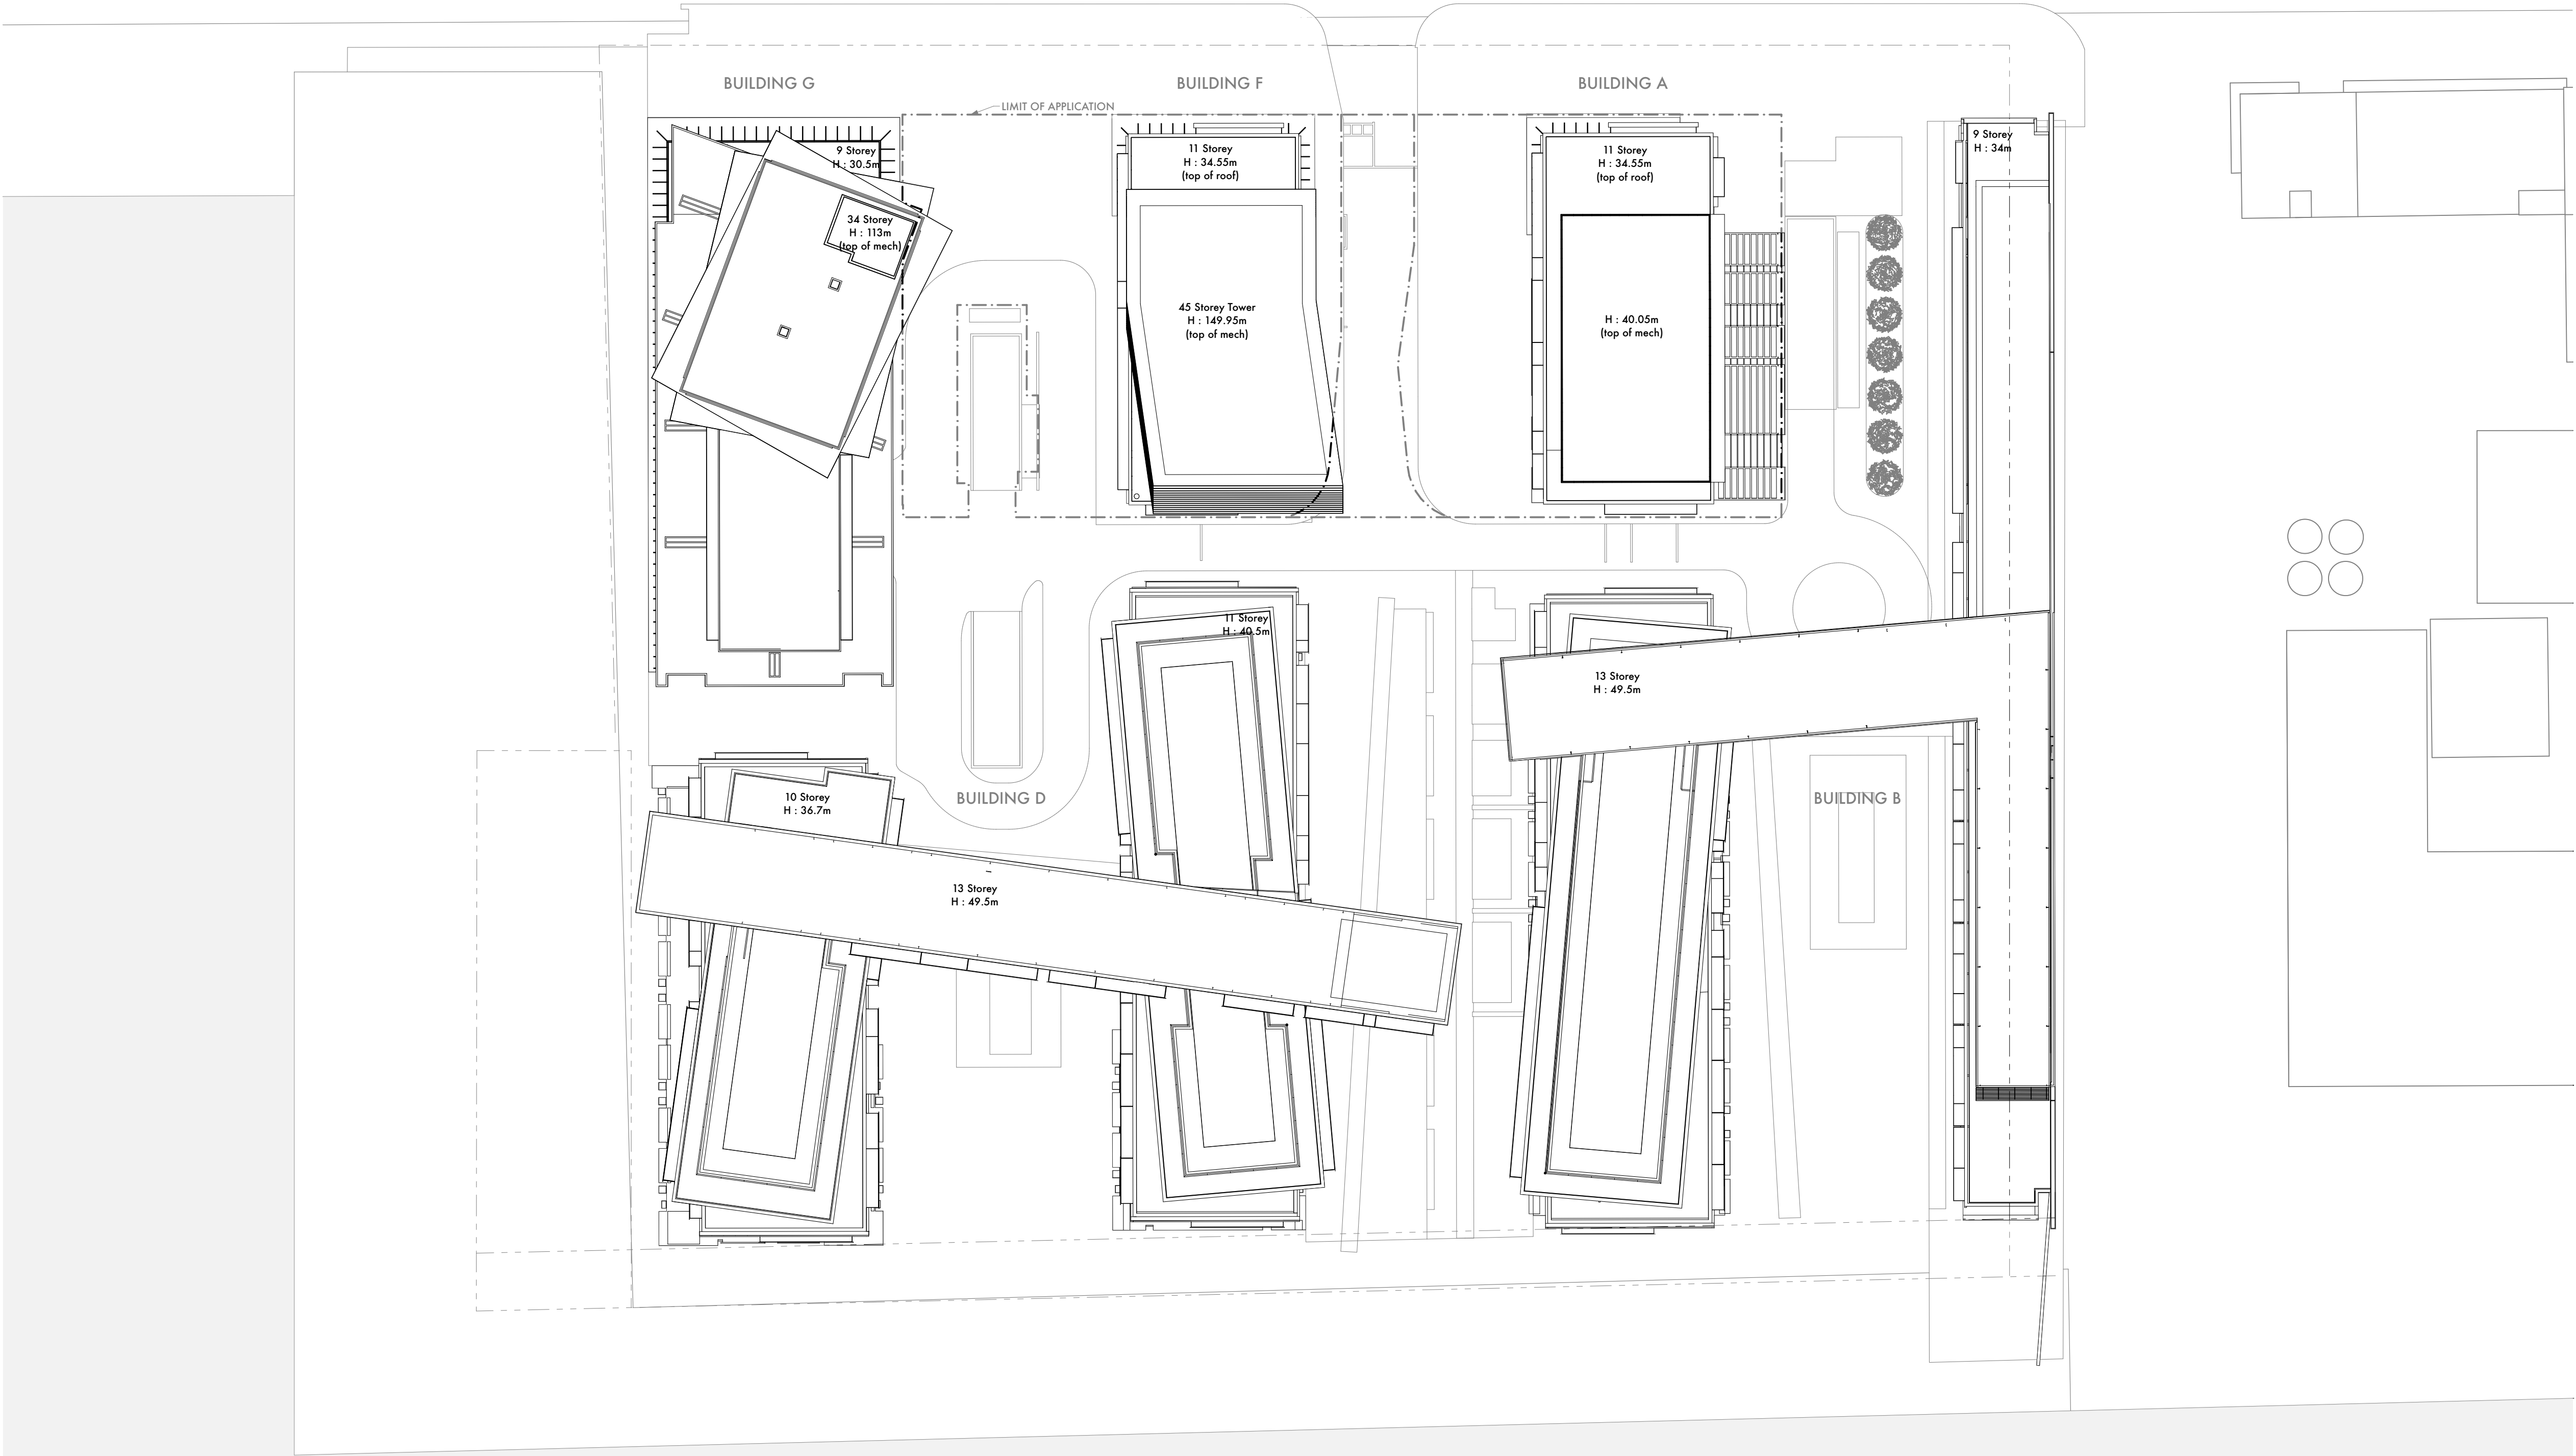 BUILDING G
BUILDING F
BUILDING A
LIMIT OF APPLICATION
9 Storey
H : 30.5m
11 Storey
H : 34.55m
(top of roof)
11 Storey
H : 34.55m
(top of roof)
9 Storey
H : 34m
34 Storey
H : 113m
(top of mech)
45 Storey Tower
H : 149.95m
(top of mech)
H : 40.05m
(top of mech)
11 Storey
H : 40.5m
13 Storey
H : 49.5m
10 Storey
H : 36.7m
BUILDING D
BUILDING B
13 Storey
H : 49.5m